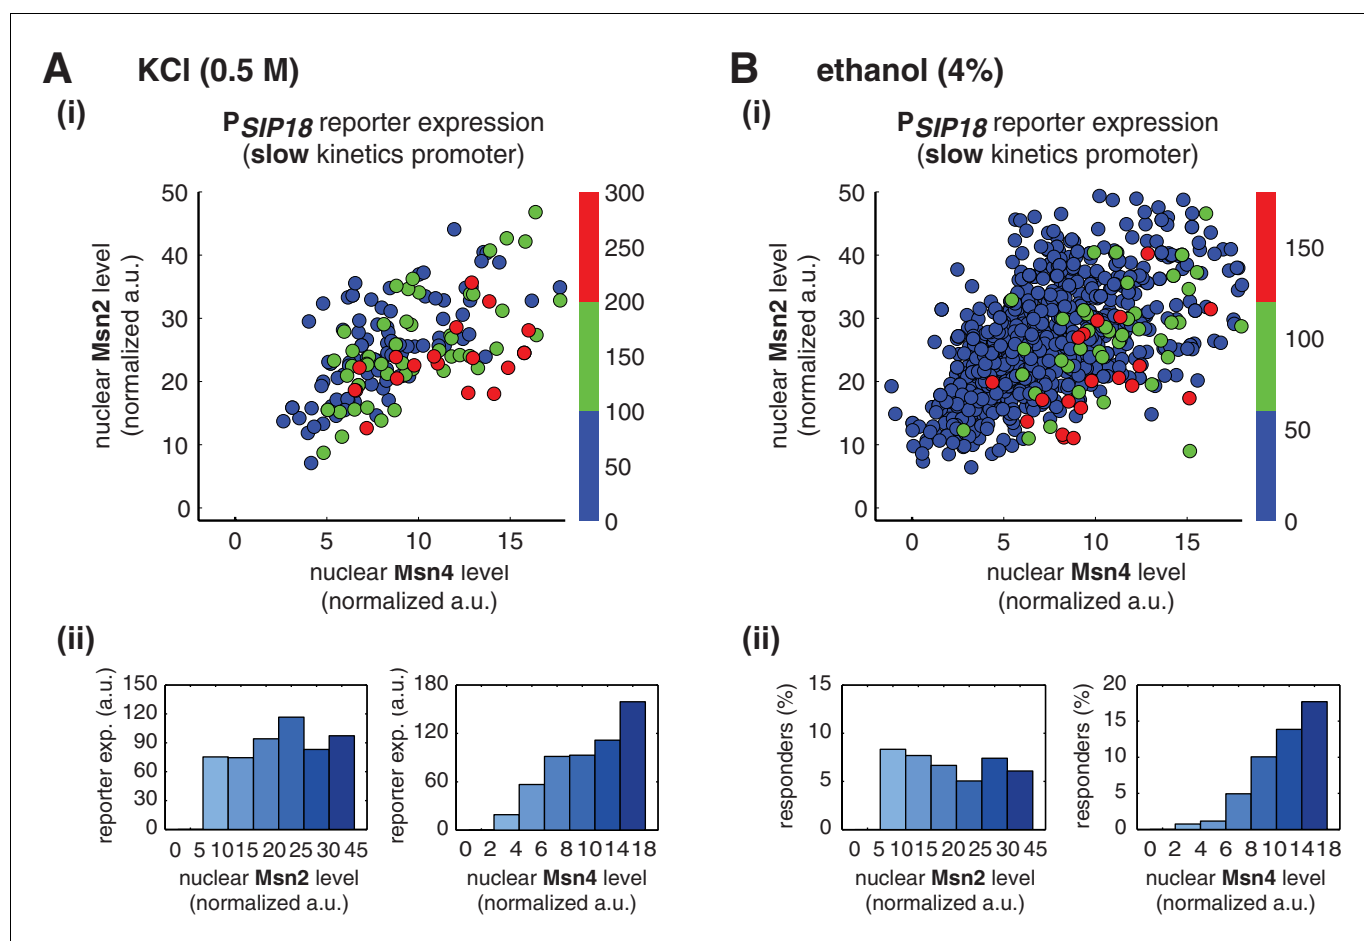 A KCl (0.5 M)
(i)
PSIP18 reporter expression
(slow kinetics promoter)
nuclear Msn2 level
(normalized a.u.)
50
40
30
20
10
0
0 5 10 15
nuclear Msn4 level
(normalized a.u.)
300
250
200
150
100
50
0
(ii)
reporter exp. (a.u.)
150
120
90
60
30
0
0 5 10 15 20 25 30 45
nuclear Msn2 level
(normalized a.u.)
reporter exp. (a.u.)
180
120
60
0
0 2 4 6 8 10 14 18
nuclear Msn4 level
(normalized a.u.)
B ethanol (4%)
(i)
PSIP18 reporter expression
(slow kinetics promoter)
nuclear Msn2 level
(normalized a.u.)
50
40
30
20
10
0
0 5 10 15
nuclear Msn4 level
(normalized a.u.)
150
100
50
0
(ii)
responders (%)
15
10
5
0
0 5 10 15 20 25 30 45
nuclear Msn2 level
(normalized a.u.)
responders (%)
20
15
10
5
0
0 2 4 6 8 10 14 18
nuclear Msn4 level
(normalized a.u.)